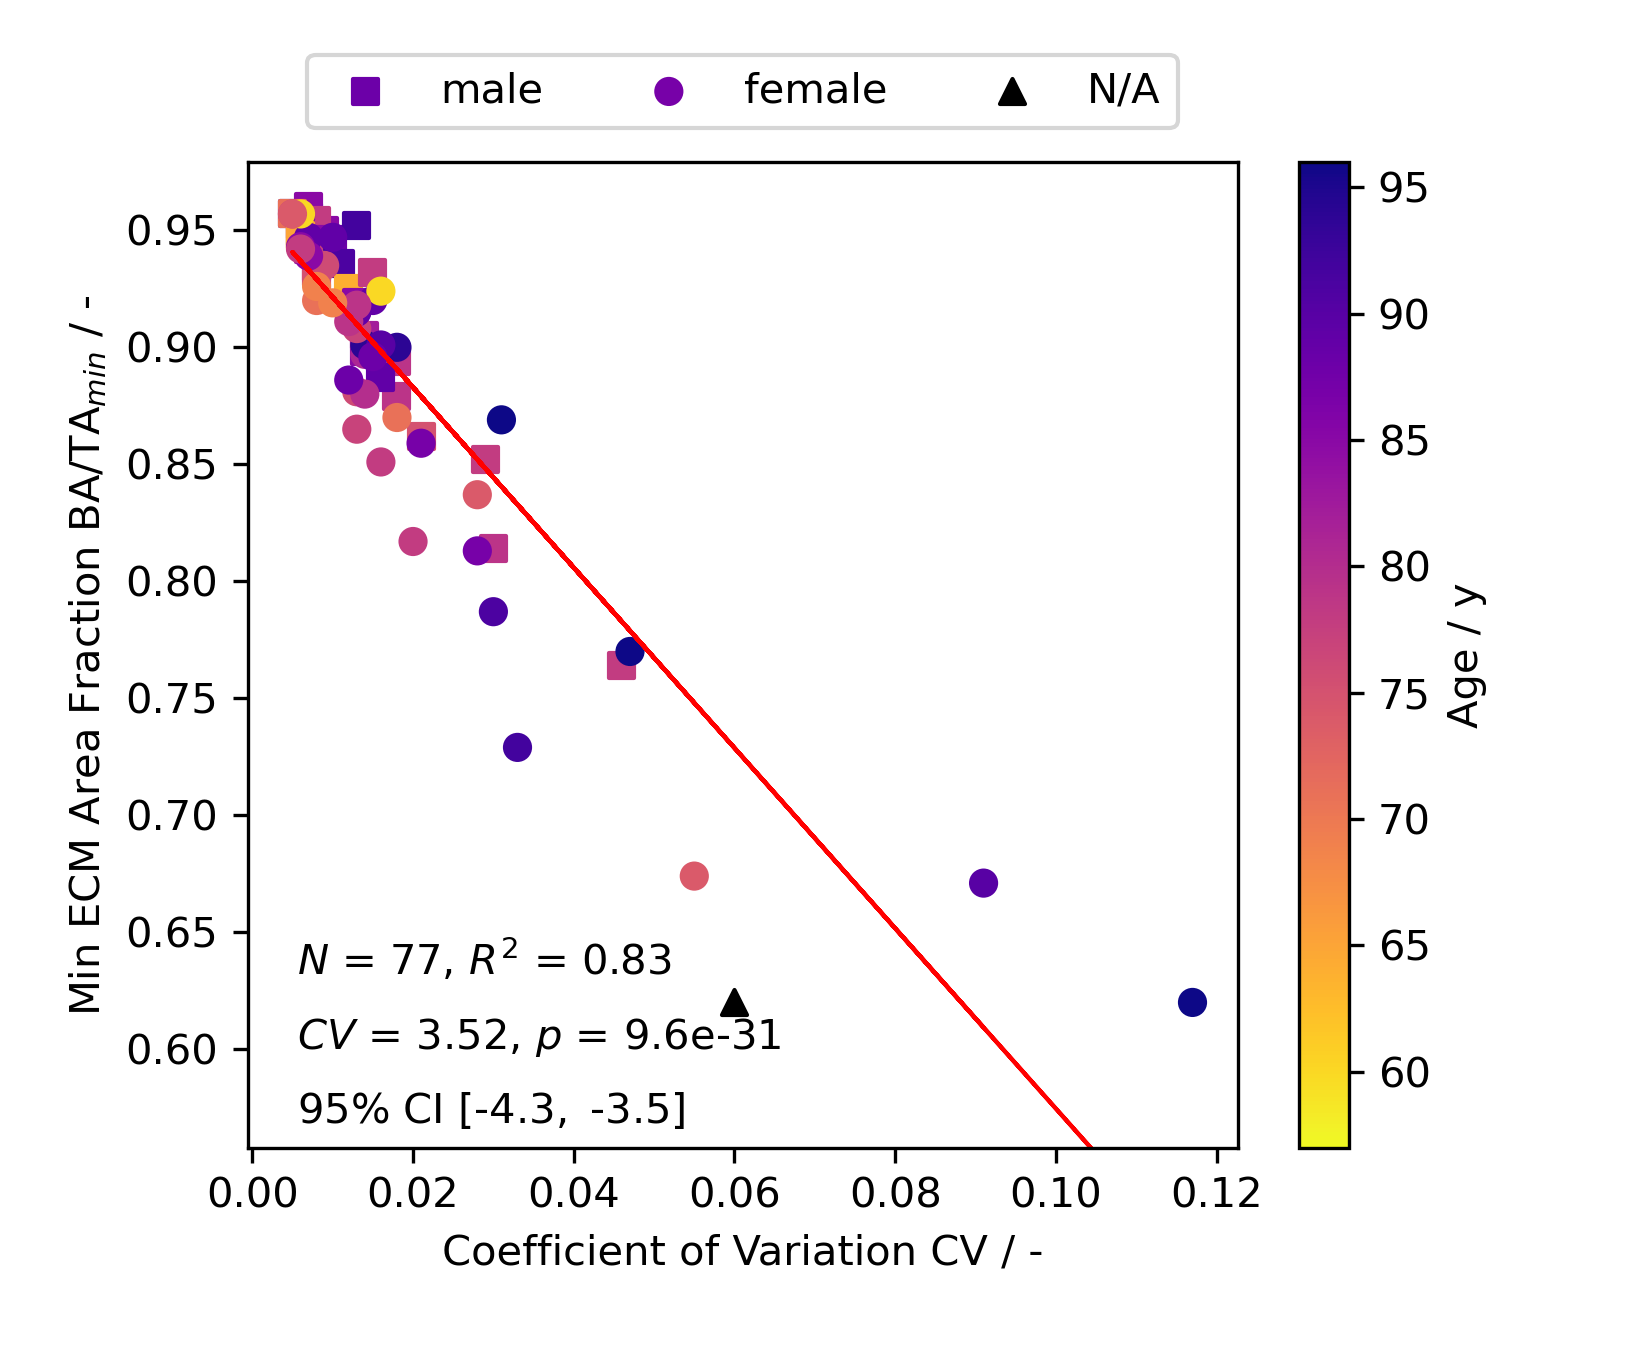 male female N/A
Min ECM Area Fraction BA/TA_min / -
0.95
0.90
0.85
0.80
0.75
0.70
0.65
0.60
N = 77, R² = 0.83
CV = 3.52, p = 9.6e-31
95% CI [-4.3, -3.5]
0.00 0.02 0.04 0.06 0.08 0.10 0.12
Coefficient of Variation CV / -
95
90
85
80
75
70
65
60
Age / y